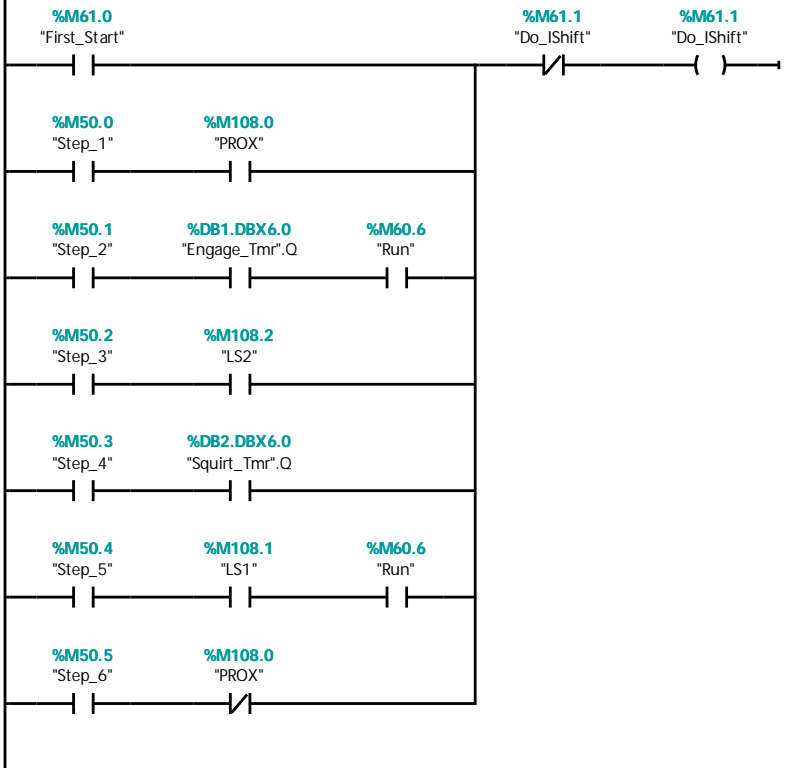 %M61.0 %M61.1 %M61.1
"First_Start" "Do_IShift" "Do_IShift"
%M50.0 %M108.0
"Step_1" "PROX"
%M50.1 %DB1.DBX6.0 %M60.6
"Step_2" "Engage_Tmr".Q "Run"
%M50.2 %M108.2
"Step_3" "LS2"
%M50.3 %DB2.DBX6.0
"Step_4" "Squirt_Tmr".Q
%M50.4 %M108.1 %M60.6
"Step_5" "LS1" "Run"
%M50.5 %M108.0
"Step_6" "PROX"